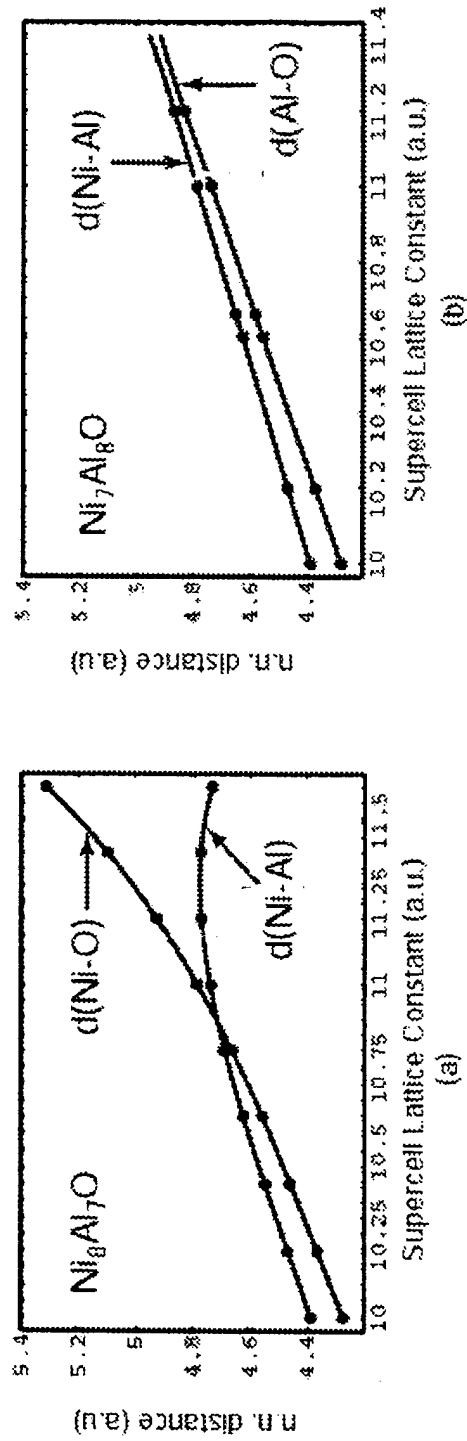 Ni8Al7O
d(Ni-O)
d(Ni-Al)
n.n. distance (a.u)
5.4
5.2
5
4.8
4.6
4.4
10 10.25 10.5 10.75 11 11.25 11.5
Supercell Lattice Constant (a.u.)
(a)
Ni7Al8O
d(Ni-Al)
d(Al-O)
n.n. distance (a.u)
5.4
5.2
5
4.8
4.6
4.4
10 10.2 10.4 10.6 10.8 11 11.2 11.4
Supercell Lattice Constant (a.u.)
(b)